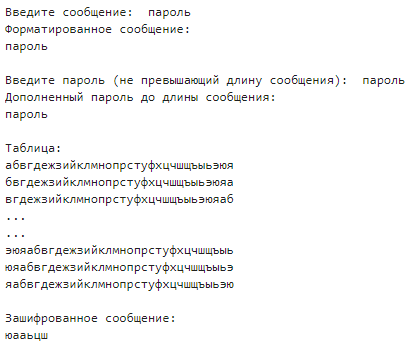 Введите сообщение:  пароль
Форматированное сообщение:
пароль

Введите пароль (не превышающий длину сообщения):  пароль
Дополненный пароль до длины сообщения:
пароль

Таблица:
абвгдежзийклмнопрстуфхцчшщъыьэюя
бвгдежзийклмнопрстуфхцчшщъыьэюяа
вгдежзийклмнопрстуфхцчшщъыьэюяаб
...
...
эюяабвгдежзийклмнопрстуфхцчшщъыь
юяабвгдежзийклмнопрстуфхцчшщъыьэ
яабвгдежзийклмнопрстуфхцчшщъыьэю

Зашифрованное сообщение:
юааьцш